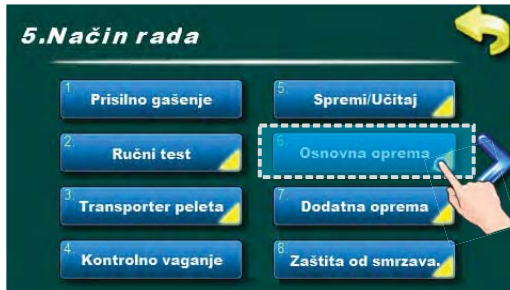 5.Način rada
1 Prisilno gašenje
2. Ručni test
3. Transporter peleta
4 Kontrolno vaganje
5. Spremi/Učitaj
6. Osnovna oprema
7. Dodatna oprema
8. Zaštita od smrzava.